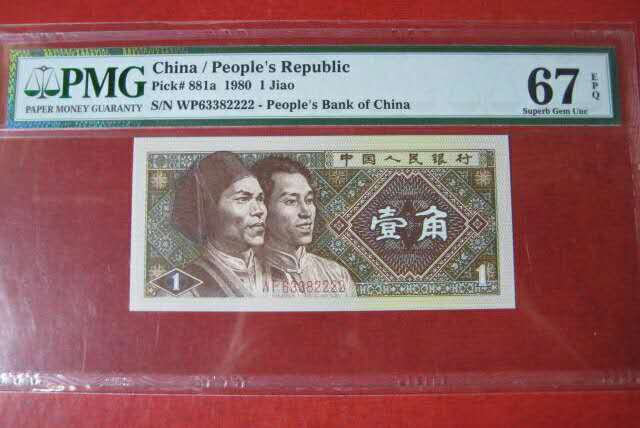 PMG
PAPER MONEY GUARANTY
China / People's Republic
Pick# 881a 1980 1 Jiao
S/N WP63382222 - People's Bank of China
67
EPQ
Superb Gem Unc
中国人民银行
壹角
1
63382222
1